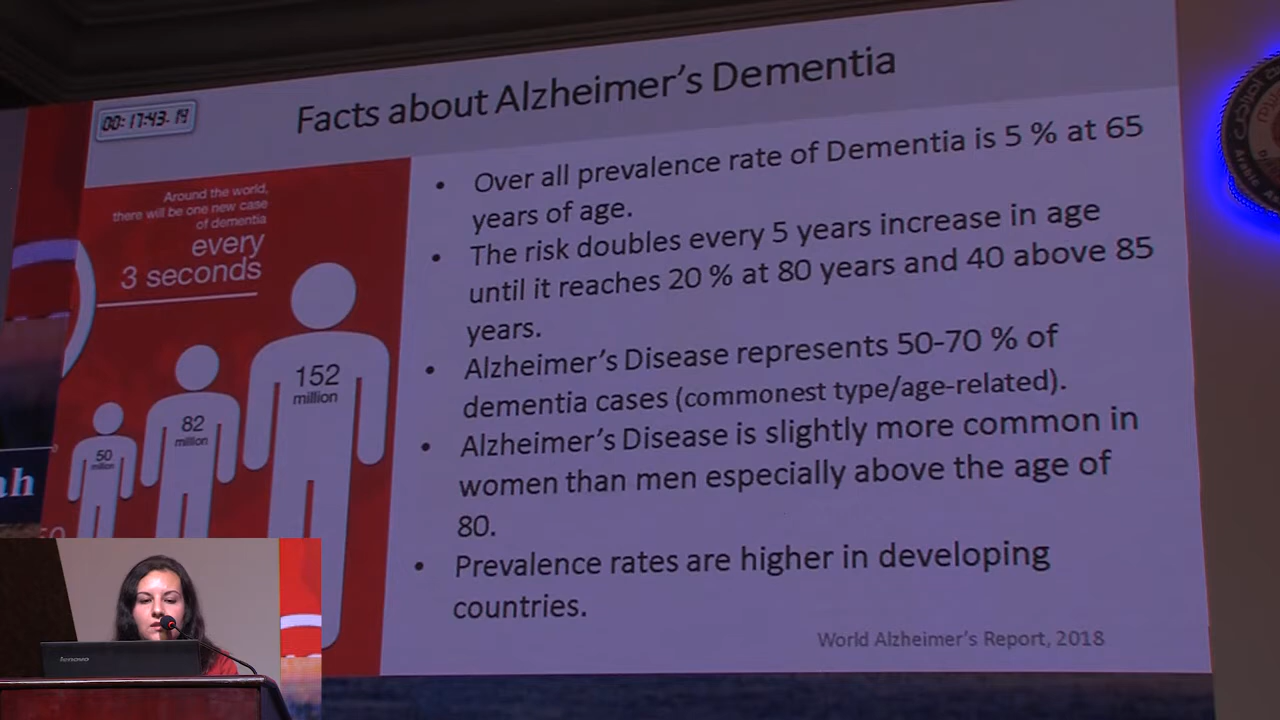 Facts about Alzheimer's Dementia
00:17:43.19
Around the world,
there will be one new case
of dementia
every
3 seconds
152
million
82
million
50
million
• Over all prevalence rate of Dementia is 5 % at 65
years of age.
• The risk doubles every 5 years increase in age
until it reaches 20 % at 80 years and 40 above 85
years.
• Alzheimer's Disease represents 50-70 % of
dementia cases (commonest type/age-related).
• Alzheimer's Disease is slightly more common in
women than men especially above the age of
80.
• Prevalence rates are higher in developing
countries.
World Alzheimer's Report, 2018
ah
lenovo